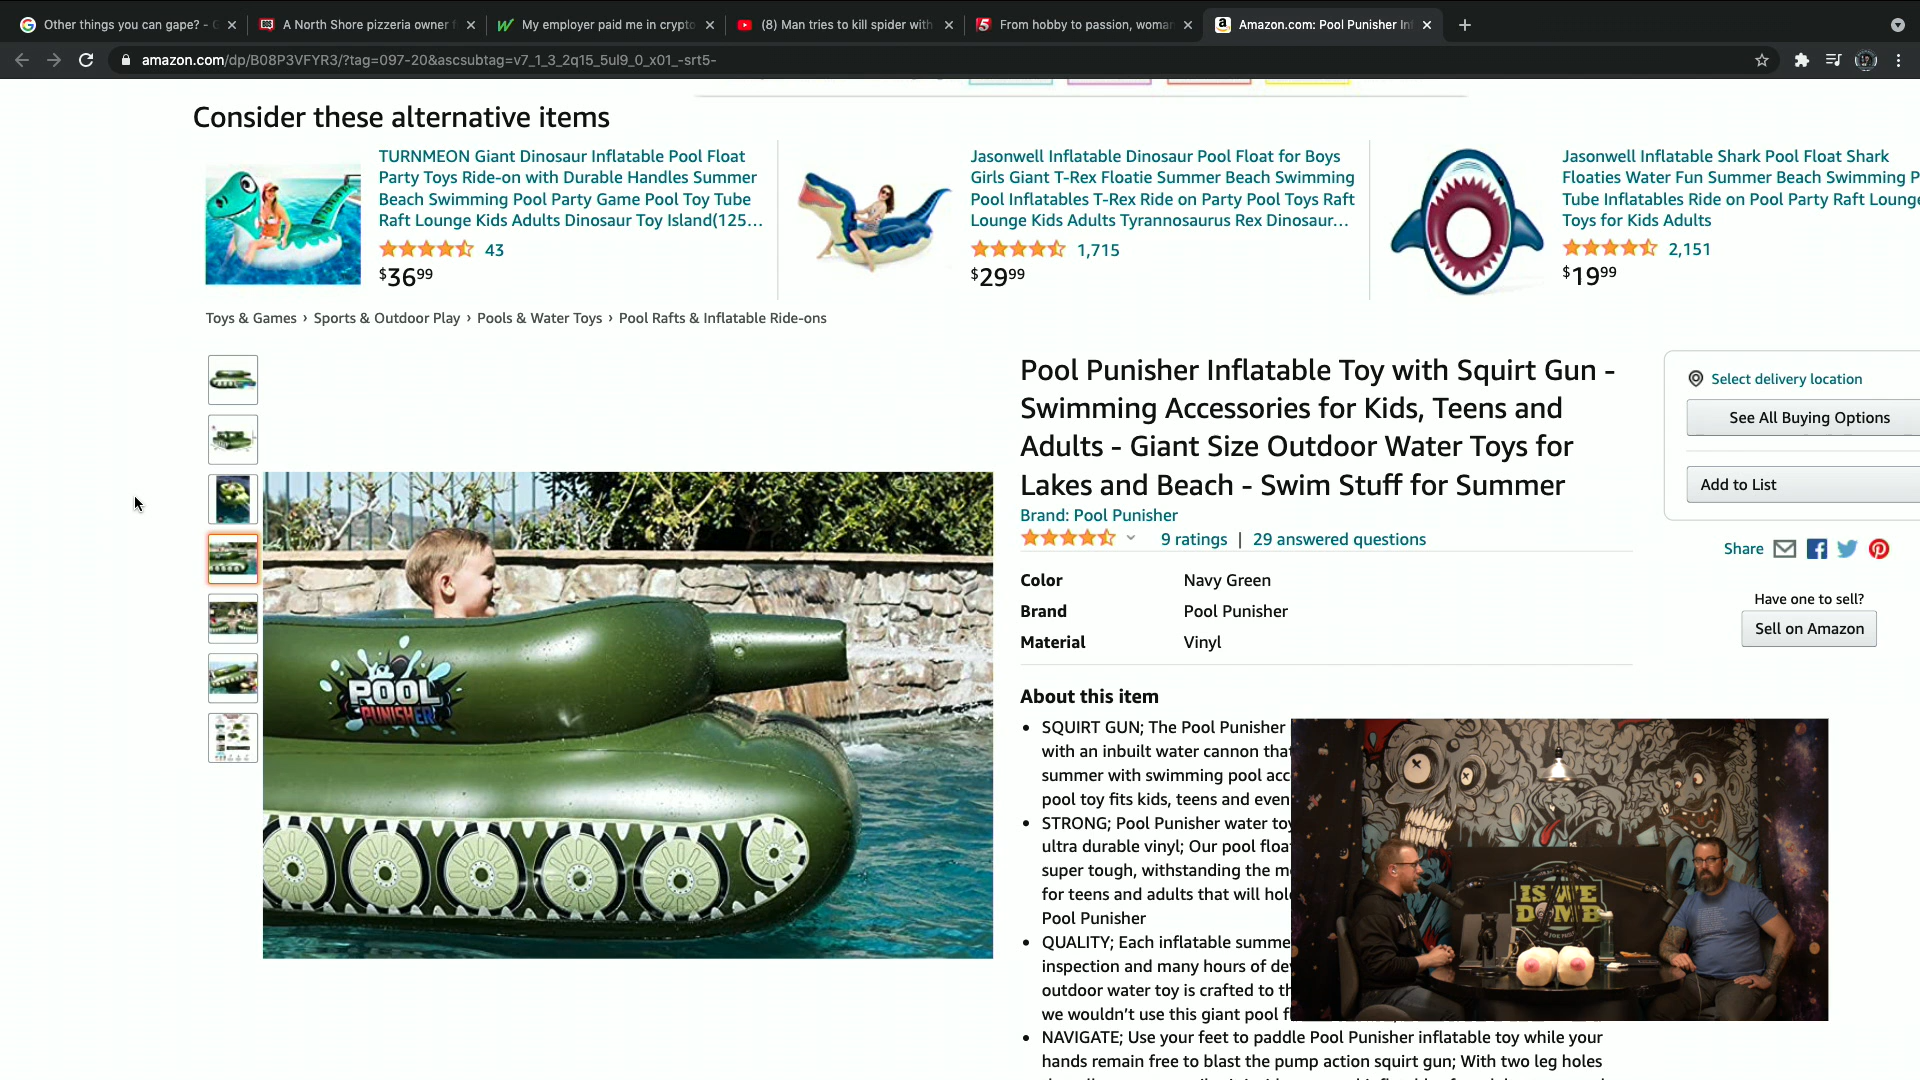 Other things you can gape? - G
A North Shore pizzeria owner f
My employer paid me in crypto
(8) Man tries to kill spider with
From hobby to passion, woman
Amazon.com: Pool Punisher In
amazon.com/dp/B08P3VFYR3/?tag=097-20&ascsubtag=v7_1_3_2q15_5ul9_0_x01_-srt5-
Consider these alternative items
TURNMEON Giant Dinosaur Inflatable Pool Float
Party Toys Ride-on with Durable Handles Summer
Beach Swimming Pool Party Game Pool Toy Tube
Raft Lounge Kids Adults Dinosaur Toy Island(125...
43
$36.99
Jasonwell Inflatable Dinosaur Pool Float for Boys
Girls Giant T-Rex Floatie Summer Beach Swimming
Pool Inflatables T-Rex Ride on Party Pool Toys Raft
Lounge Kids Adults Tyrannosaurus Rex Dinosaur...
1,715
$29.99
Jasonwell Inflatable Shark Pool Float Shark
Floaties Water Fun Summer Beach Swimming P
Tube Inflatables Ride on Pool Party Raft Lounge
Toys for Kids Adults
2,151
$19.99
Toys & Games › Sports & Outdoor Play › Pools & Water Toys › Pool Rafts & Inflatable Ride-ons
POOL
PUNISHER
Pool Punisher Inflatable Toy with Squirt Gun -
Swimming Accessories for Kids, Teens and
Adults - Giant Size Outdoor Water Toys for
Lakes and Beach - Swim Stuff for Summer
Brand: Pool Punisher
9 ratings | 29 answered questions
Color Navy Green
Brand Pool Punisher
Material Vinyl
About this item
• SQUIRT GUN; The Pool Punisher
with an inbuilt water cannon that
summer with swimming pool acc
pool toy fits kids, teens and even
• STRONG; Pool Punisher water toy
ultra durable vinyl; Our pool float
super tough, withstanding the m
for teens and adults that will hold
Pool Punisher
• QUALITY; Each inflatable summe
inspection and many hours of de
outdoor water toy is crafted to th
we wouldn't use this giant pool f
• NAVIGATE; Use your feet to paddle Pool Punisher inflatable toy while your
hands remain free to blast the pump action squirt gun; With two leg holes
Select delivery location
See All Buying Options
Add to List
Share
Have one to sell?
Sell on Amazon
IS WE
DUMB